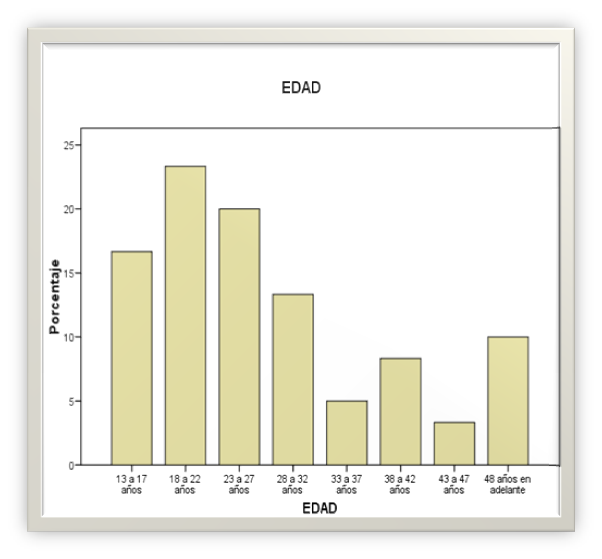 EDAD
25
20
15
10
5
0
Porcentaje
13 a 17 años
18 a 22 años
23 a 27 años
28 a 32 años
33 a 37 años
38 a 42 años
43 a 47 años
48 años en adelante
EDAD